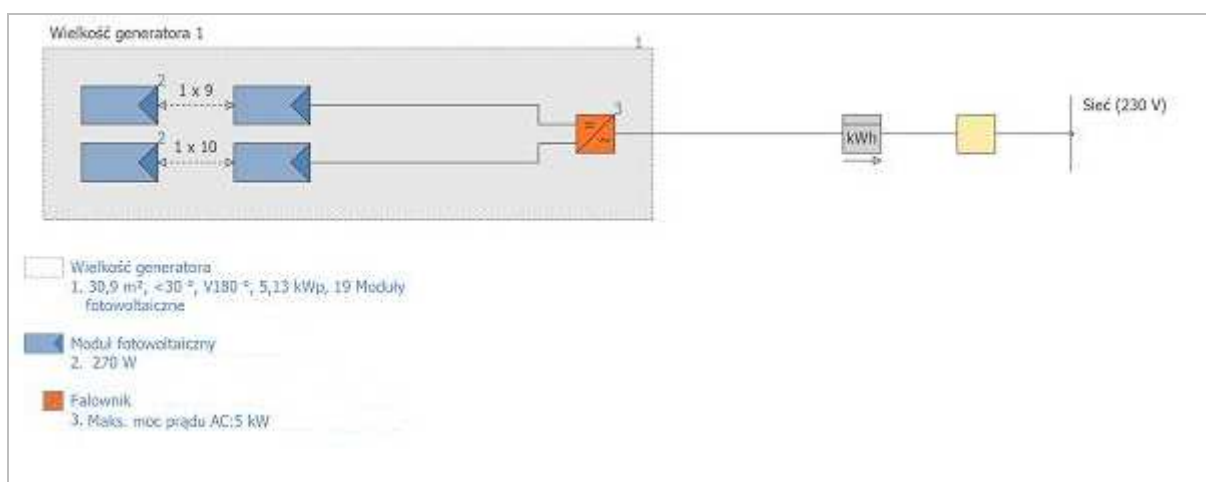 Wielkość generatora 1
1
2
1 x 9
3
Sieć (230 V)
= ~
kWh
2
1 x 10
Wielkość generatora
1. 30,9 m², <30 °, V180 °, 5,13 kWp, 19 Moduły
fotowoltaiczne
Moduł fotowoltaiczny
2. 270 W
Falownik
3. Maks. moc prądu AC:5 kW